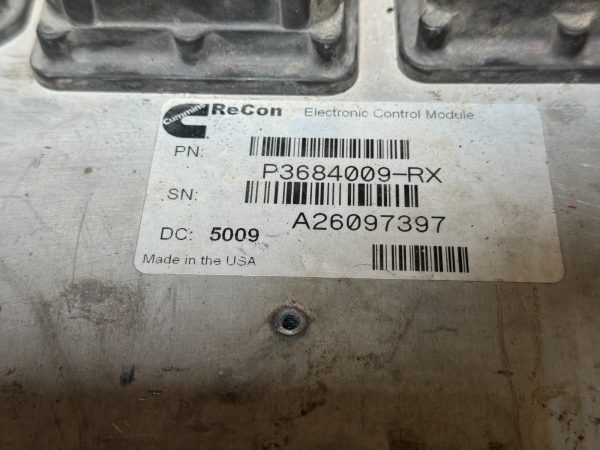 Cummins ReCon Electronic Control Module
PN:
P3684009-RX
SN:
A26097397
DC: 5009
Made in the USA